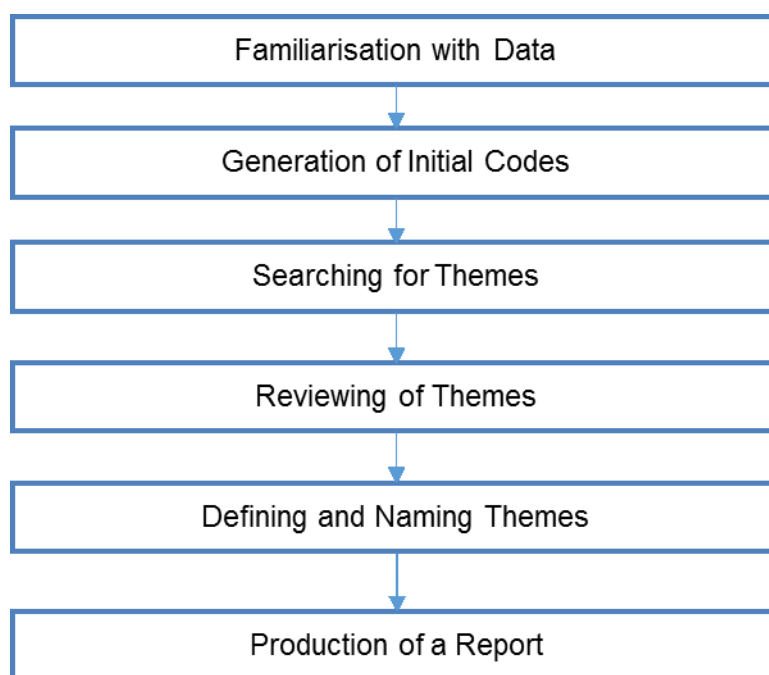 Familiarisation with Data
Generation of Initial Codes
Searching for Themes
Reviewing of Themes
Defining and Naming Themes
Production of a Report